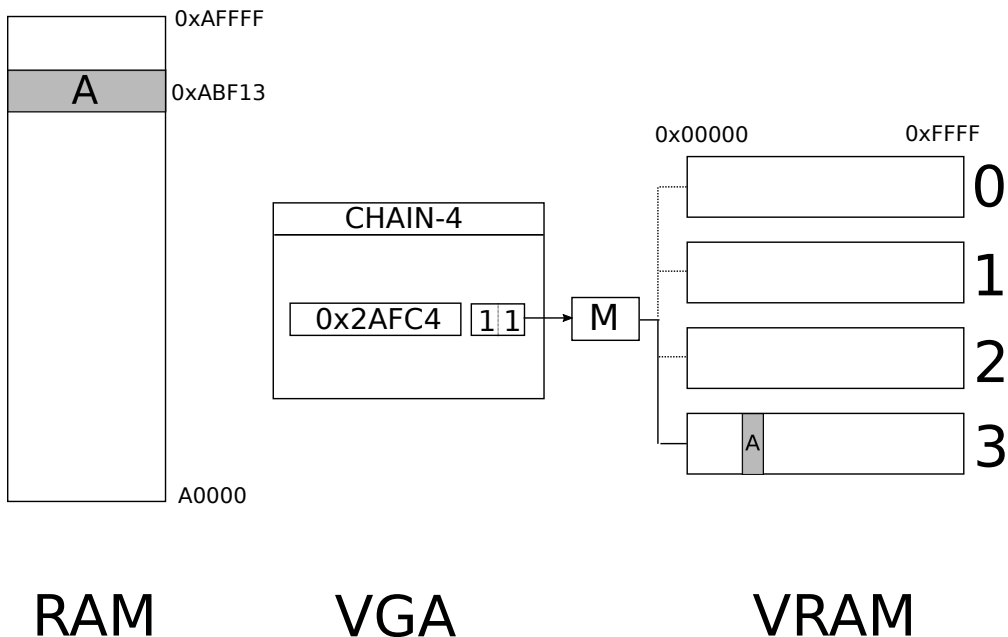 0xAFFFF
A
0xABF13
A0000
RAM
CHAIN-4
0x2AFC4
1 1
M
VGA
0x00000 0xFFFF
0
1
2
A
3
VRAM